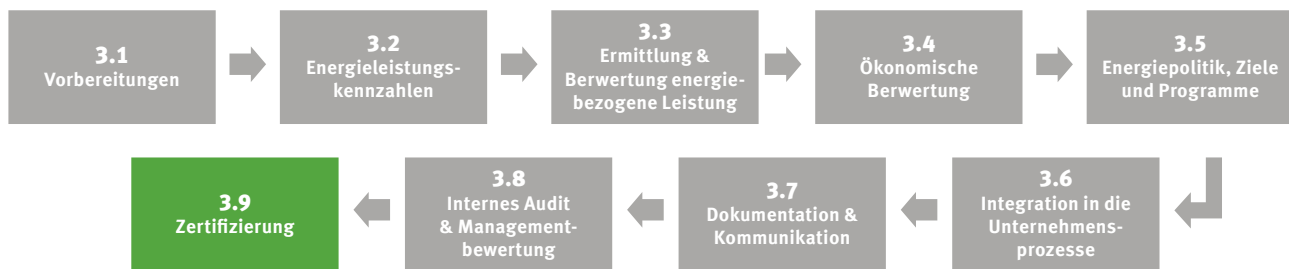 3.1
Vorbereitungen
3.2
Energieleistungs-
kennzahlen
3.3
Ermittlung &
Berwertung energie-
bezogene Leistung
3.4
Ökonomische
Berwertung
3.5
Energiepolitik, Ziele
und Programme
3.6
Integration in die
Unternehmens-
prozesse
3.7
Dokumentation &
Kommunikation
3.8
Internes Audit
& Management-
bewertung
3.9
Zertifizierung